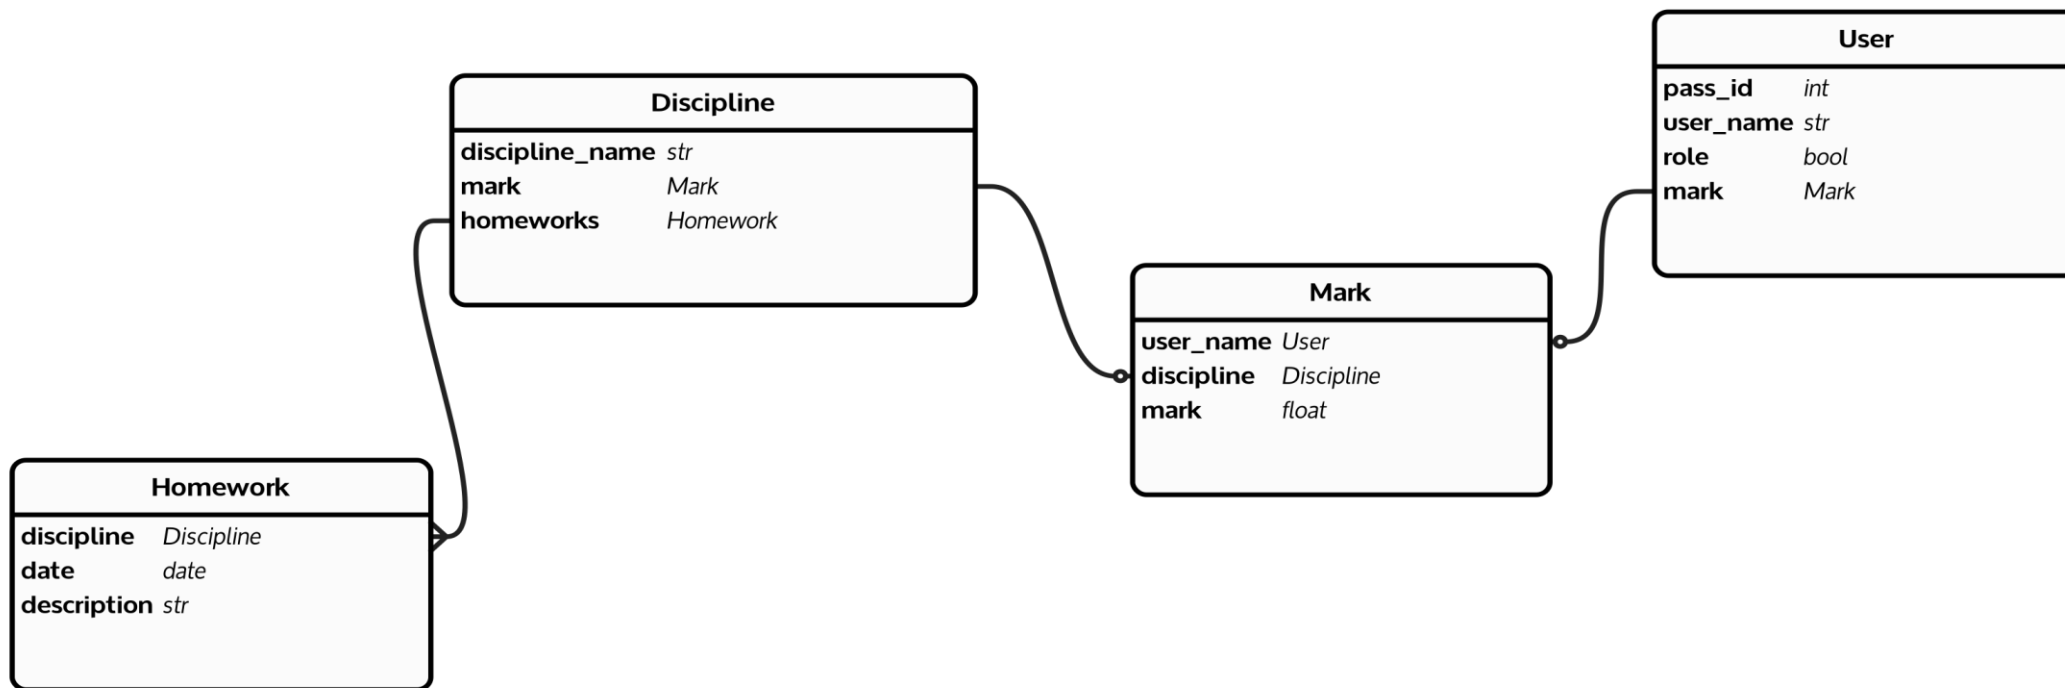 User
pass_id int
user_name str
role bool
mark Mark
Discipline
discipline_name str
mark Mark
homeworks Homework
Mark
user_name User
discipline Discipline
mark float
Homework
discipline Discipline
date date
description str